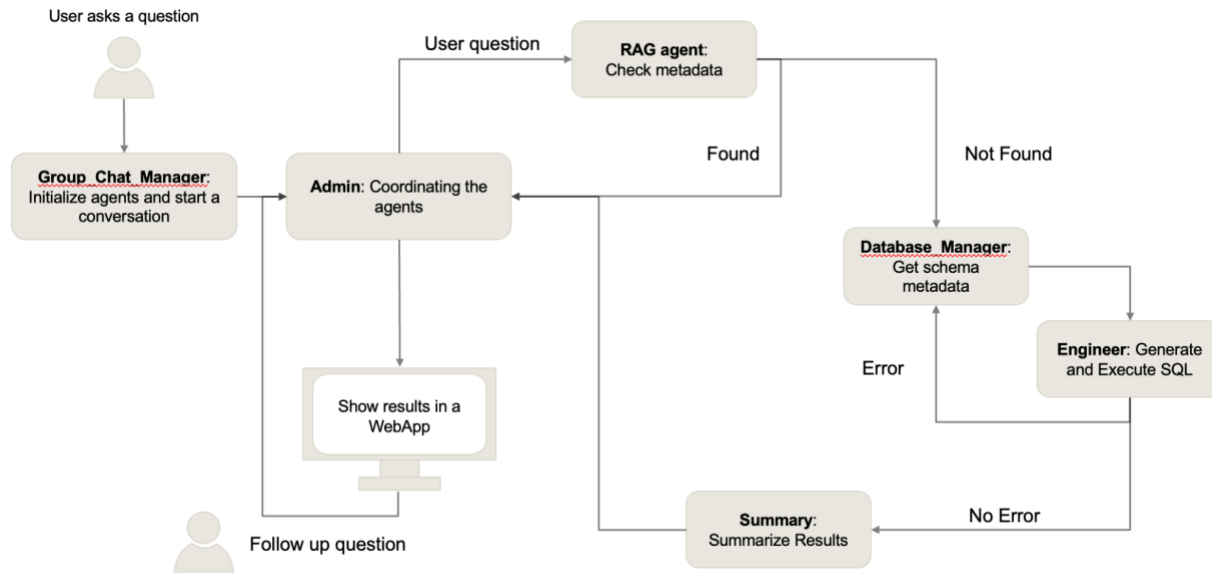 User asks a question
User question
RAG agent:
Check metadata
Found
Not Found
Group_Chat_Manager:
Initialize agents and start a
conversation
Admin: Coordinating the
agents
Database_Manager:
Get schema
metadata
Engineer: Generate
and Execute SQL
Error
Show results in a
WebApp
Summary:
Summarize Results
No Error
Follow up question